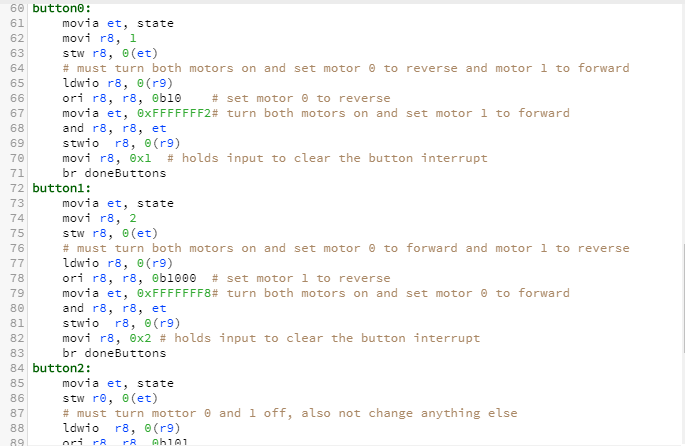 60 button0:
61 movia et, state
62 movi r8, 1
63 stw r8, 0(et)
64 # must turn both motors on and set motor 0 to reverse and motor 1 to forward
65 ldwio r8, 0(r9)
66 ori r8, r8, 0b10 # set motor 0 to reverse
67 movia et, 0xFFFFFFF2# turn both motors on and set motor 1 to forward
68 and r8, r8, et
69 stwio r8, 0(r9)
70 movi r8, 0x1 # holds input to clear the button interrupt
71 br doneButtons
72 button1:
73 movia et, state
74 movi r8, 2
75 stw r8, 0(et)
76 # must turn both motors on and set motor 0 to forward and motor 1 to reverse
77 ldwio r8, 0(r9)
78 ori r8, r8, 0b1000 # set motor 1 to reverse
79 movia et, 0xFFFFFFF8# turn both motors on and set motor 0 to forward
80 and r8, r8, et
81 stwio r8, 0(r9)
82 movi r8, 0x2 # holds input to clear the button interrupt
83 br doneButtons
84 button2:
85 movia et, state
86 stw r0, 0(et)
87 # must turn mottor 0 and 1 off, also not change anything else
88 ldwio r8, 0(r9)
89 ori r8, r8, 0b101